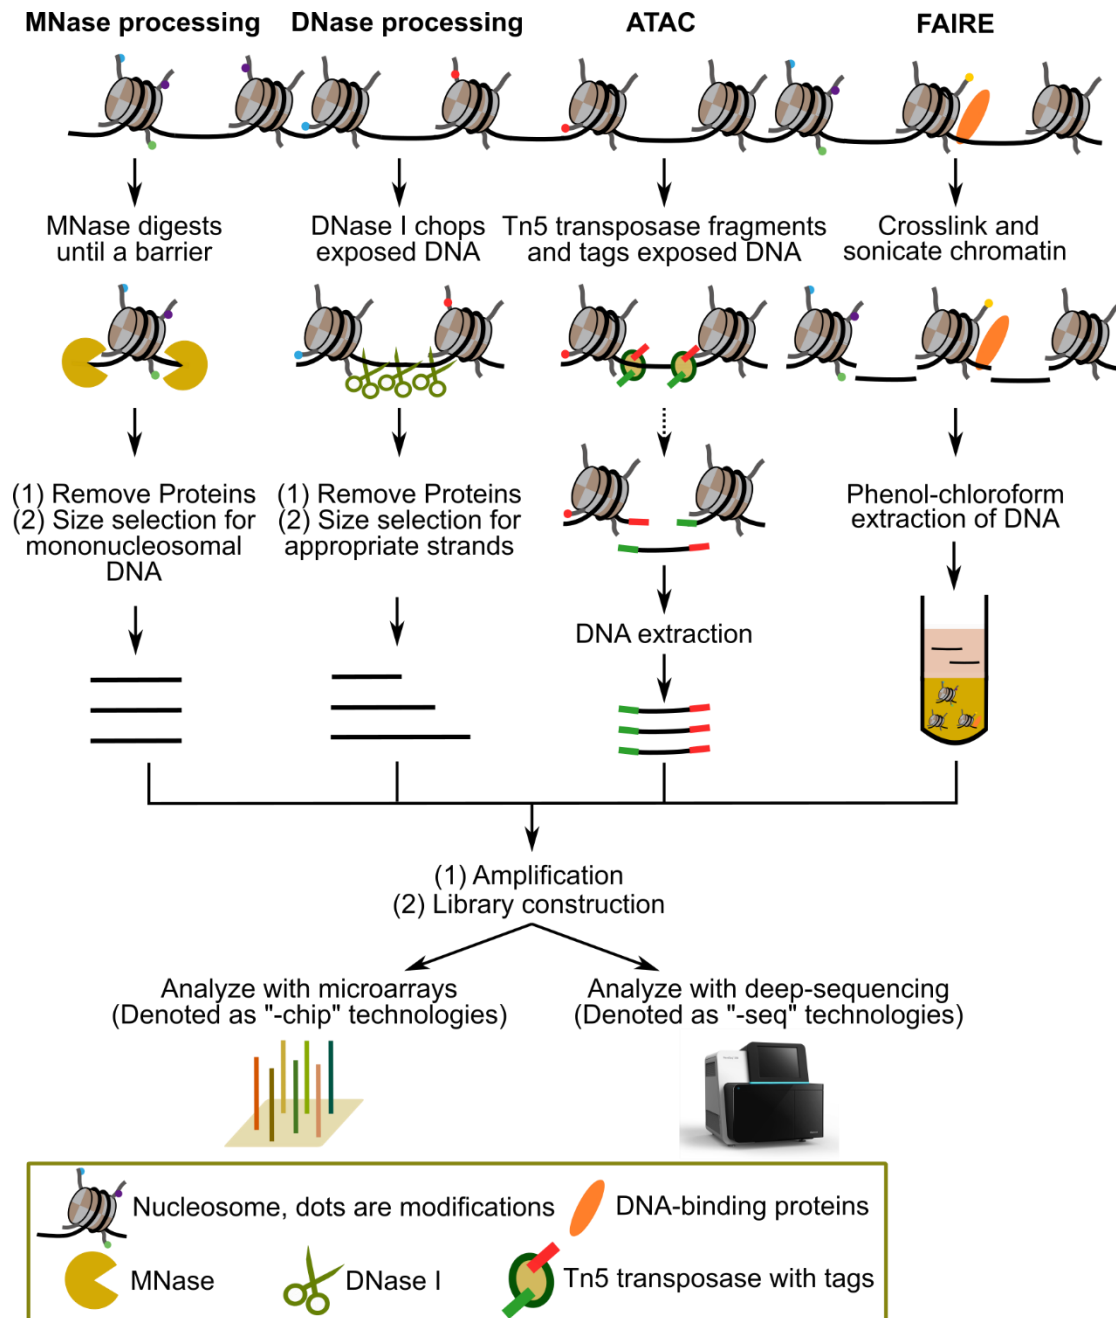 MNase processing
DNase processing
ATAC
FAIRE
MNase digests
until a barrier
DNase I chops
exposed DNA
Tn5 transposase fragments
and tags exposed DNA
Crosslink and
sonicate chromatin
(1) Remove Proteins
(2) Size selection for
mononucleosomal
DNA
(1) Remove Proteins
(2) Size selection for
appropriate strands
Phenol-chloroform
extraction of DNA
DNA extraction
(1) Amplification
(2) Library construction
Analyze with microarrays
(Denoted as "-chip" technologies)
Analyze with deep-sequencing
(Denoted as "-seq" technologies)
Nucleosome, dots are modifications
DNA-binding proteins
MNase
DNase I
Tn5 transposase with tags